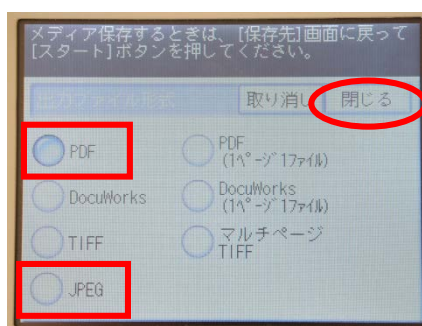 メディア保存するときは、[保存先]画面に戻って
[スタート]ボタンを押してください。
出力ファイル形式
取り消し
閉じる
PDF
PDF
(1ページ1ファイル)
DocuWorks
DocuWorks
(1ページ1ファイル)
TIFF
マルチページ
TIFF
JPEG